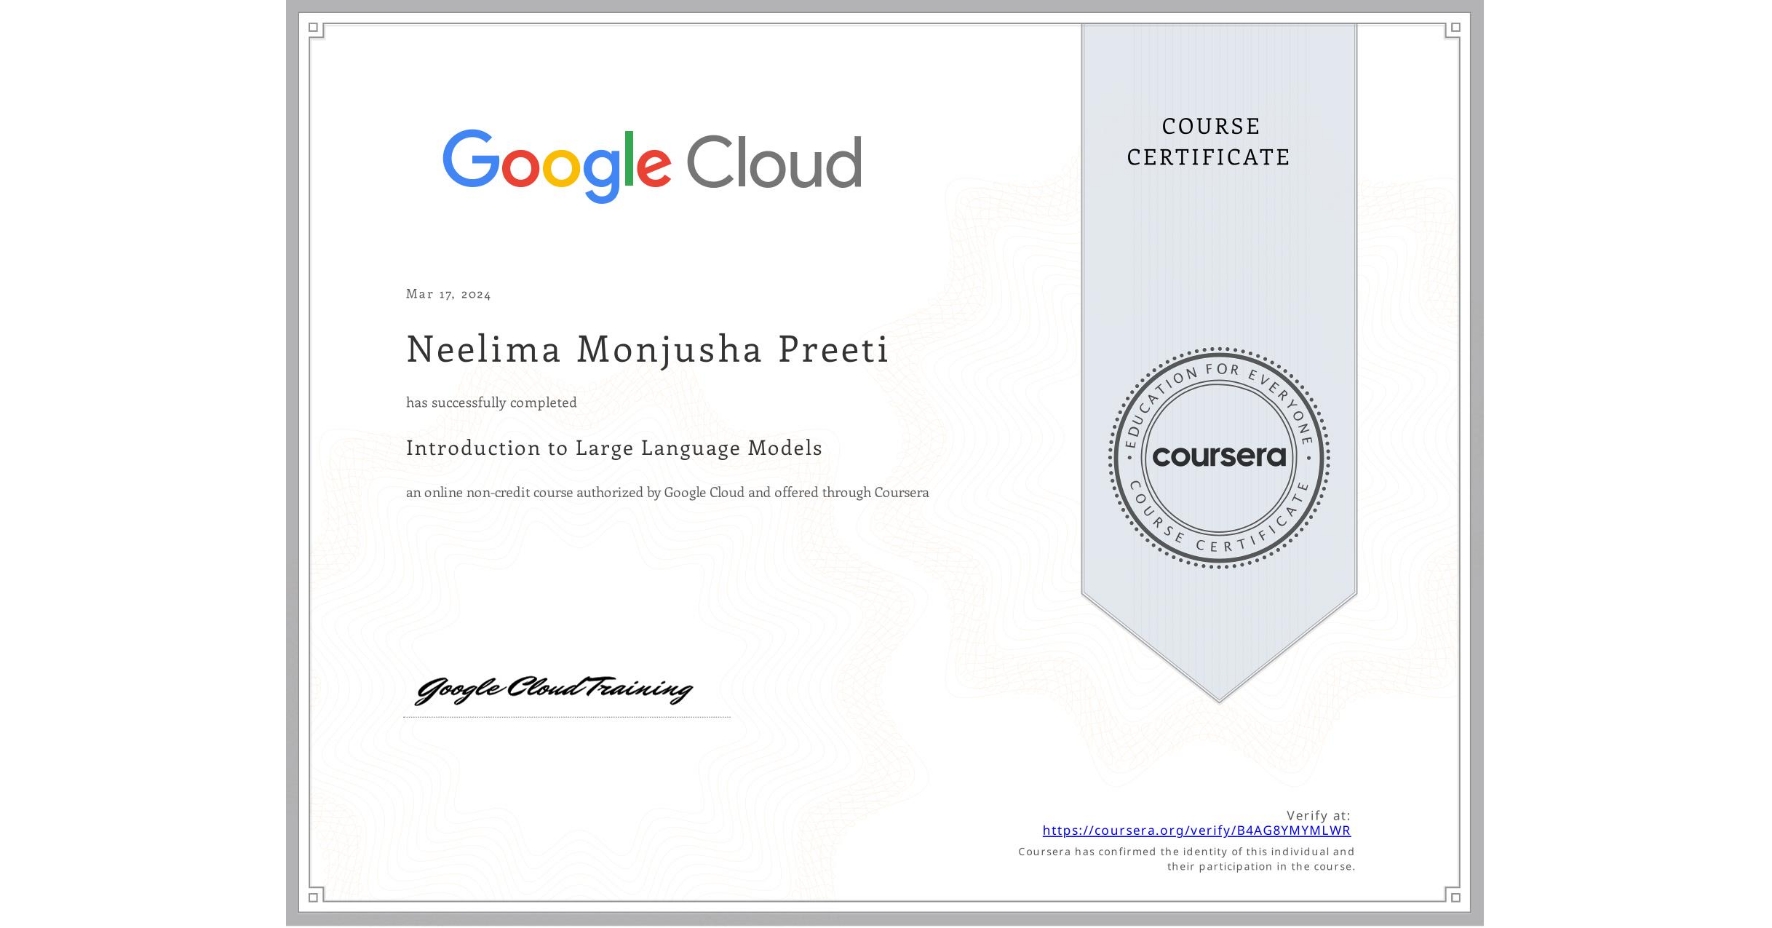 Google Cloud
COURSE
CERTIFICATE
Mar 17, 2024
Neelima Monjusha Preeti
has successfully completed
Introduction to Large Language Models
an online non-credit course authorized by Google Cloud and offered through Coursera
EDUCATION FOR EVERYONE
coursera
COURSE CERTIFICATE
Google Cloud Training
Verify at:
https://coursera.org/verify/B4AG8YMYMLWR
Coursera has confirmed the identity of this individual and
their participation in the course.